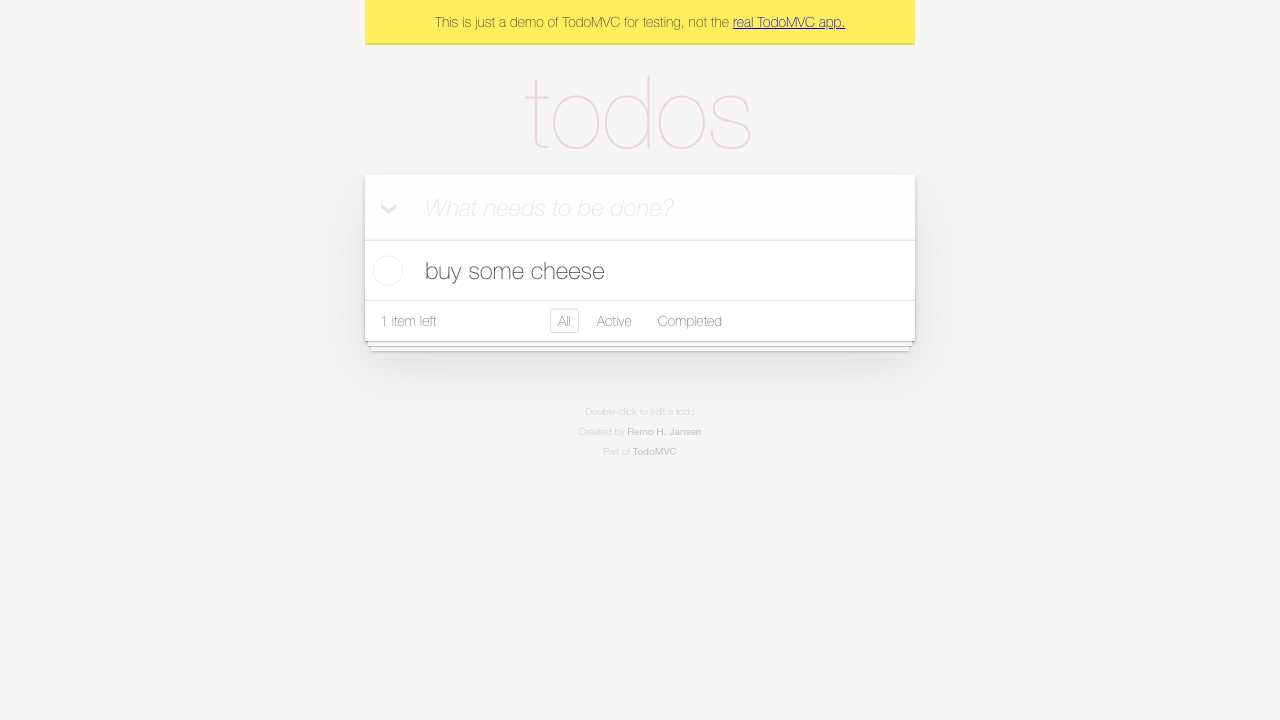 This is just a demo of TodoMVC for testing, not the real TodoMVC app.
todos
What needs to be done?
buy some cheese
1 item left All Active Completed
Double-click to edit a todo
Created by Remo H. Jansen
Part of TodoMVC